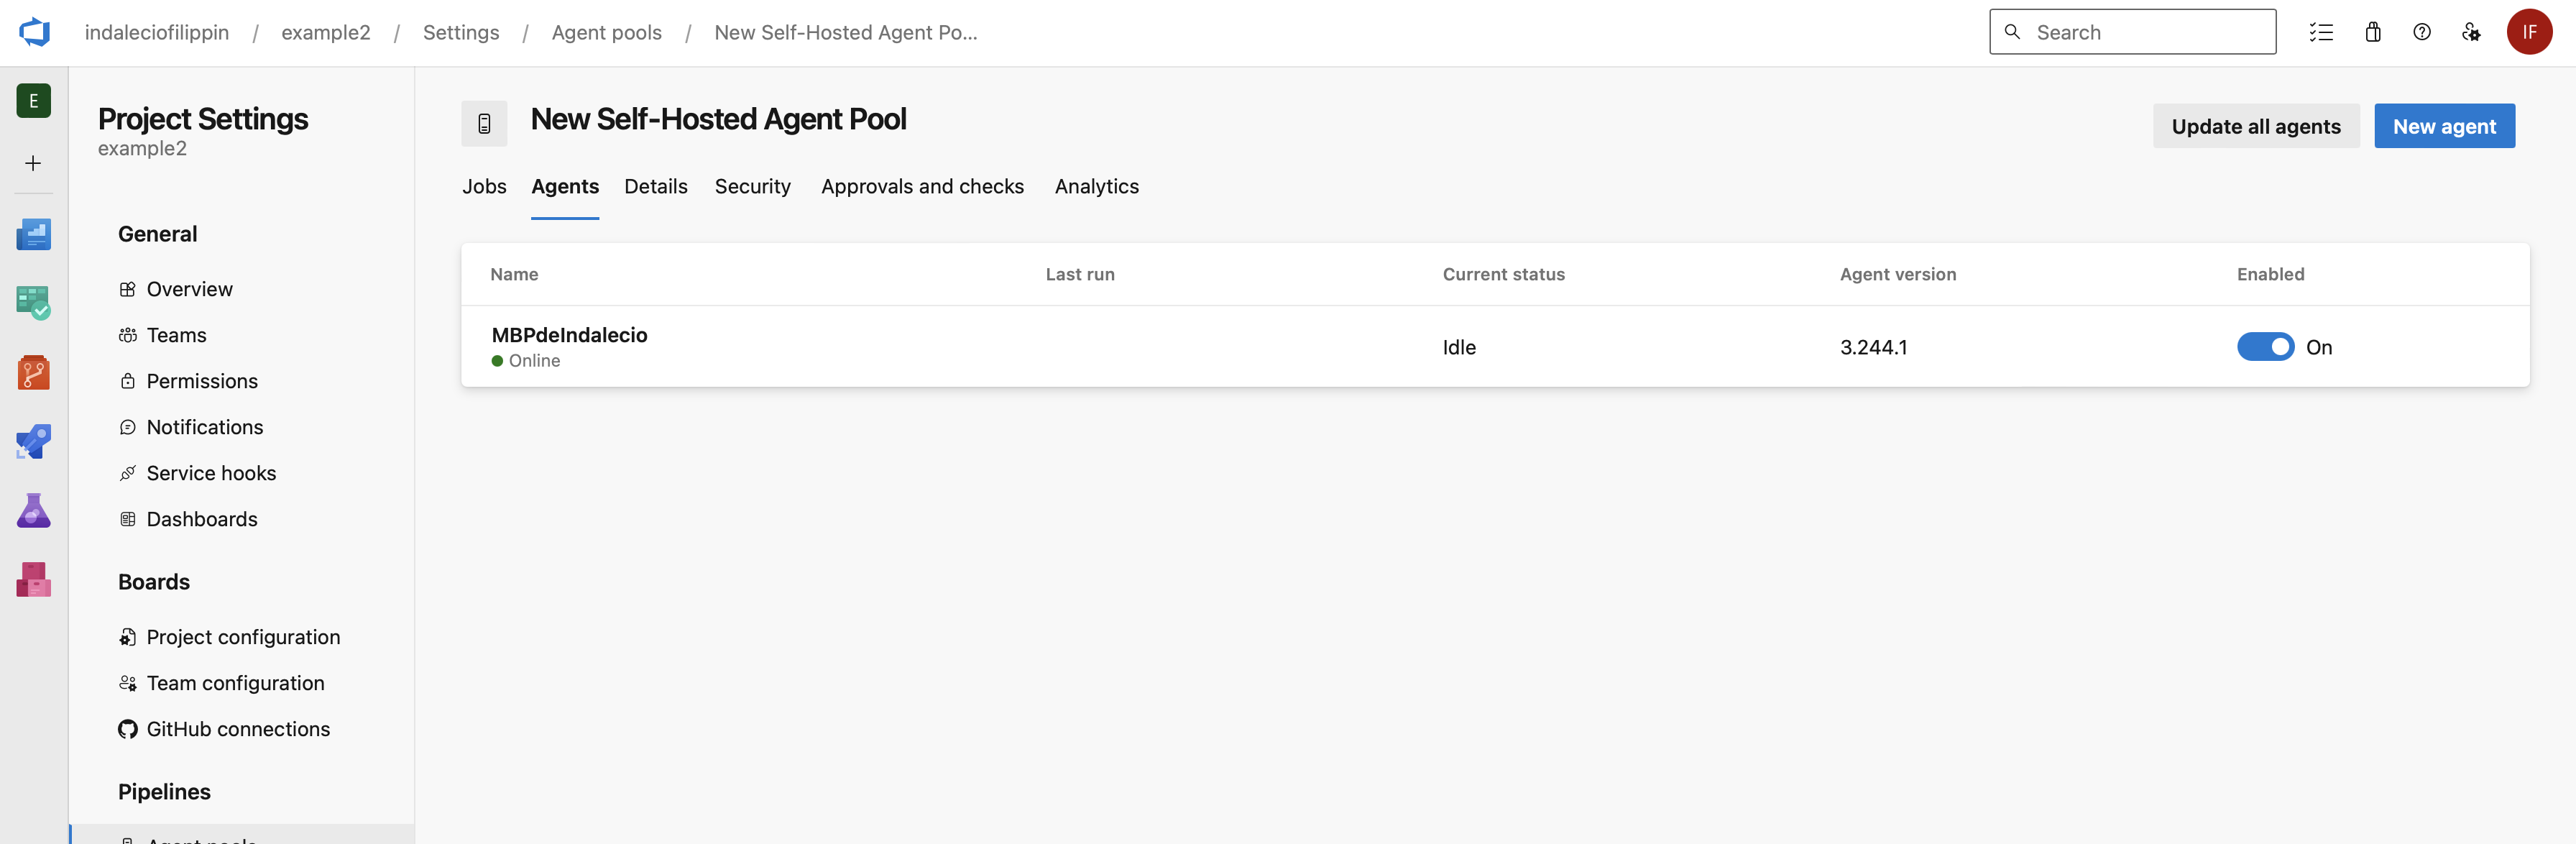 indaleciofilippin / example2 / Settings / Agent pools / New Self-Hosted Agent Po...
Search
IF
E
Project Settings
example2
General
Overview
Teams
Permissions
Notifications
Service hooks
Dashboards
Boards
Project configuration
Team configuration
GitHub connections
Pipelines
Agent pools
New Self-Hosted Agent Pool
Update all agents
New agent
Jobs Agents Details Security Approvals and checks Analytics
Name Last run Current status Agent version Enabled
MBPdeIndalecio
Online
Idle
3.244.1
On